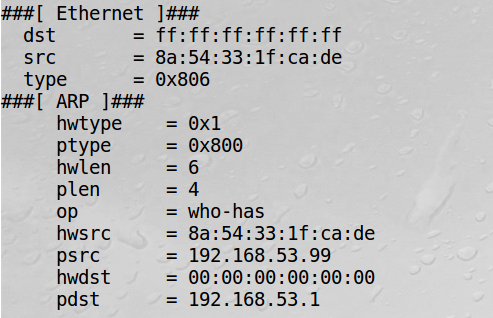 ###[ Ethernet ]###
  dst       = ff:ff:ff:ff:ff:ff
  src       = 8a:54:33:1f:ca:de
  type      = 0x806
###[ ARP ]###
     hwtype    = 0x1
     ptype     = 0x800
     hwlen     = 6
     plen      = 4
     op        = who-has
     hwsrc     = 8a:54:33:1f:ca:de
     psrc      = 192.168.53.99
     hwdst     = 00:00:00:00:00:00
     pdst      = 192.168.53.1